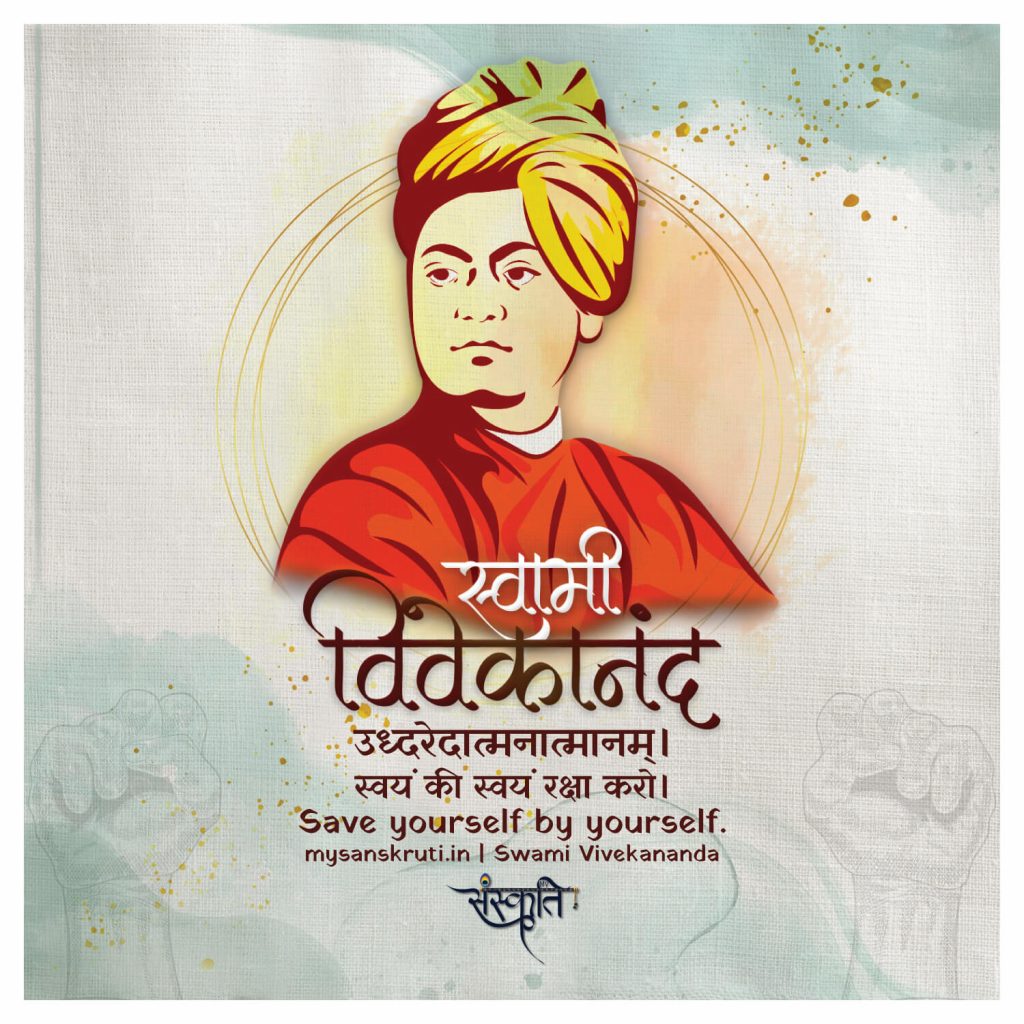 स्वामी
विवेकानंद
उध्दरेदात्मनात्मानम्।
स्वयं की स्वयं रक्षा करो।
Save yourself by yourself.
mysanskruti.in | Swami Vivekananda
संस्कृति